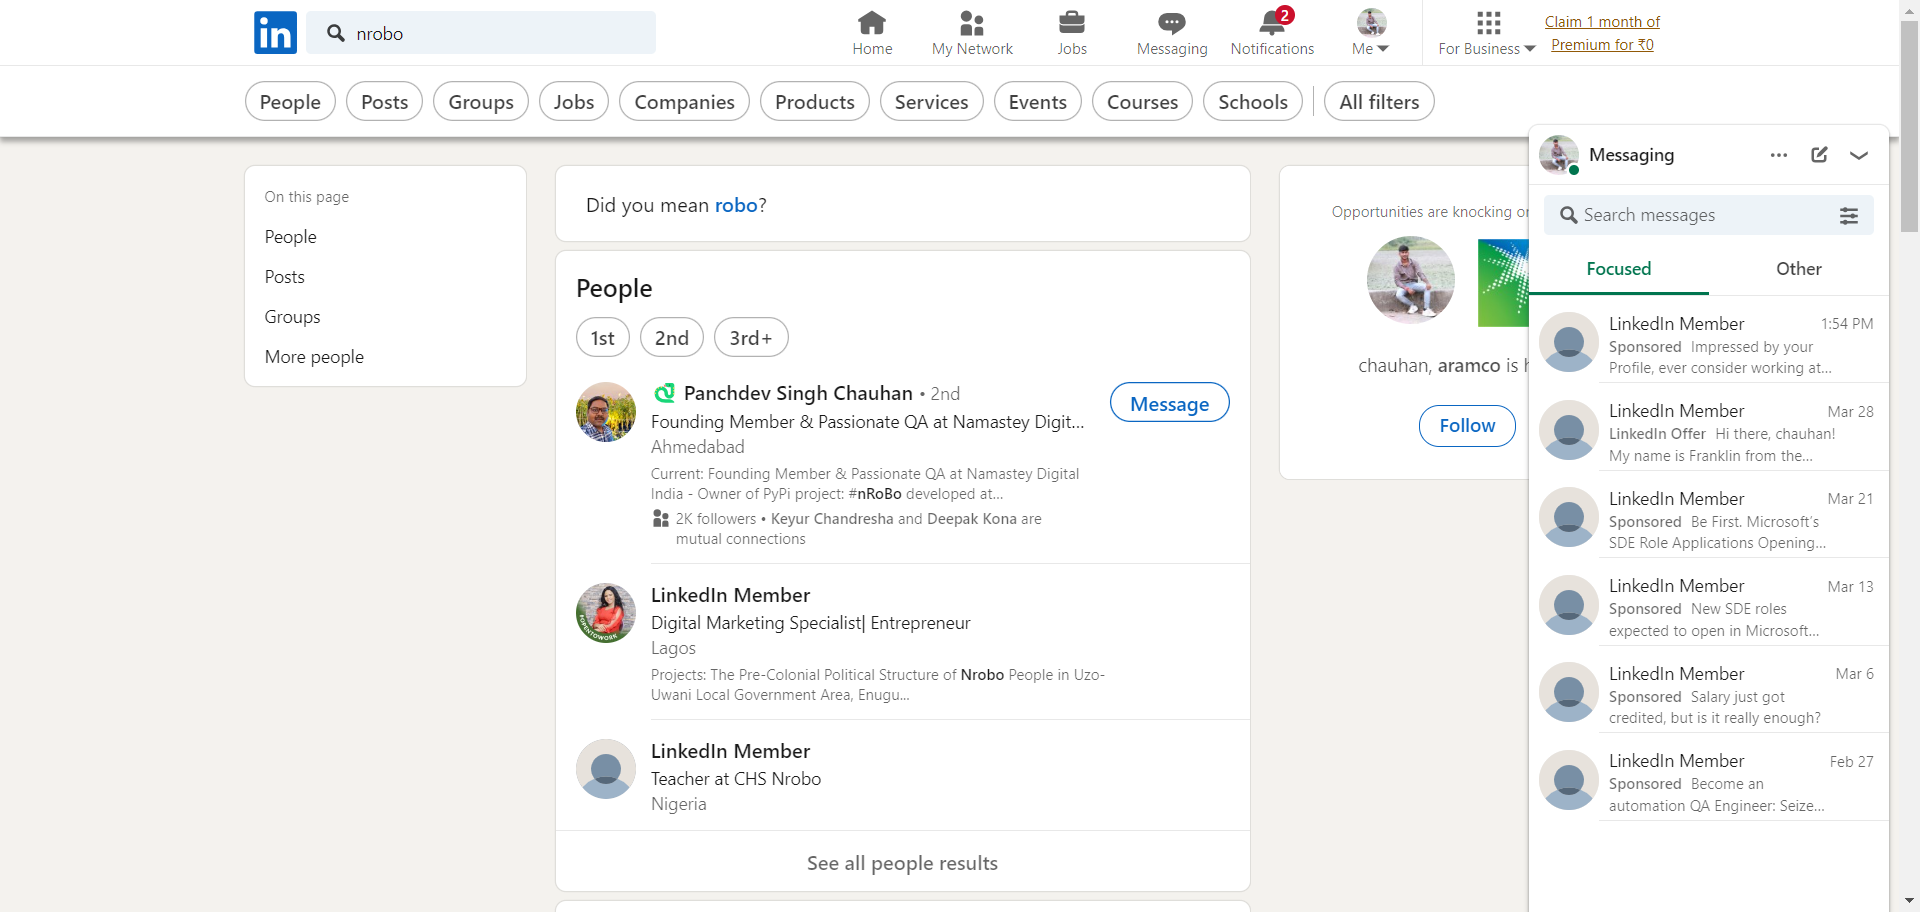 in
nrobo
Home
My Network
Jobs
Messaging
2
Notifications
Me
For Business
Claim 1 month of
Premium for ₹0
People
Posts
Groups
Jobs
Companies
Products
Services
Events
Courses
Schools
All filters
On this page
People
Posts
Groups
More people
Did you mean robo?
People
1st
2nd
3rd+
Panchdev Singh Chauhan • 2nd
Founding Member & Passionate QA at Namastey Digit...
Ahmedabad
Current: Founding Member & Passionate QA at Namastey Digital
India - Owner of PyPi project: #nRoBo developed at...
2K followers • Keyur Chandresha and Deepak Kona are
mutual connections
Message
#OPENTOWORK
LinkedIn Member
Digital Marketing Specialist| Entrepreneur
Lagos
Projects: The Pre-Colonial Political Structure of Nrobo People in Uzo-
Uwani Local Government Area, Enugu...
LinkedIn Member
Teacher at CHS Nrobo
Nigeria
See all people results
Opportunities are knocking
chauhan, aramco is
Follow
Messaging
Search messages
Focused
Other
LinkedIn Member 1:54 PM
Sponsored Impressed by your
Profile, ever consider working at...
LinkedIn Member Mar 28
LinkedIn Offer Hi there, chauhan!
My name is Franklin from the...
LinkedIn Member Mar 21
Sponsored Be First. Microsoft's
SDE Role Applications Opening...
LinkedIn Member Mar 13
Sponsored New SDE roles
expected to open in Microsoft...
LinkedIn Member Mar 6
Sponsored Salary just got
credited, but is it really enough?
LinkedIn Member Feb 27
Sponsored Become an
automation QA Engineer: Seize...